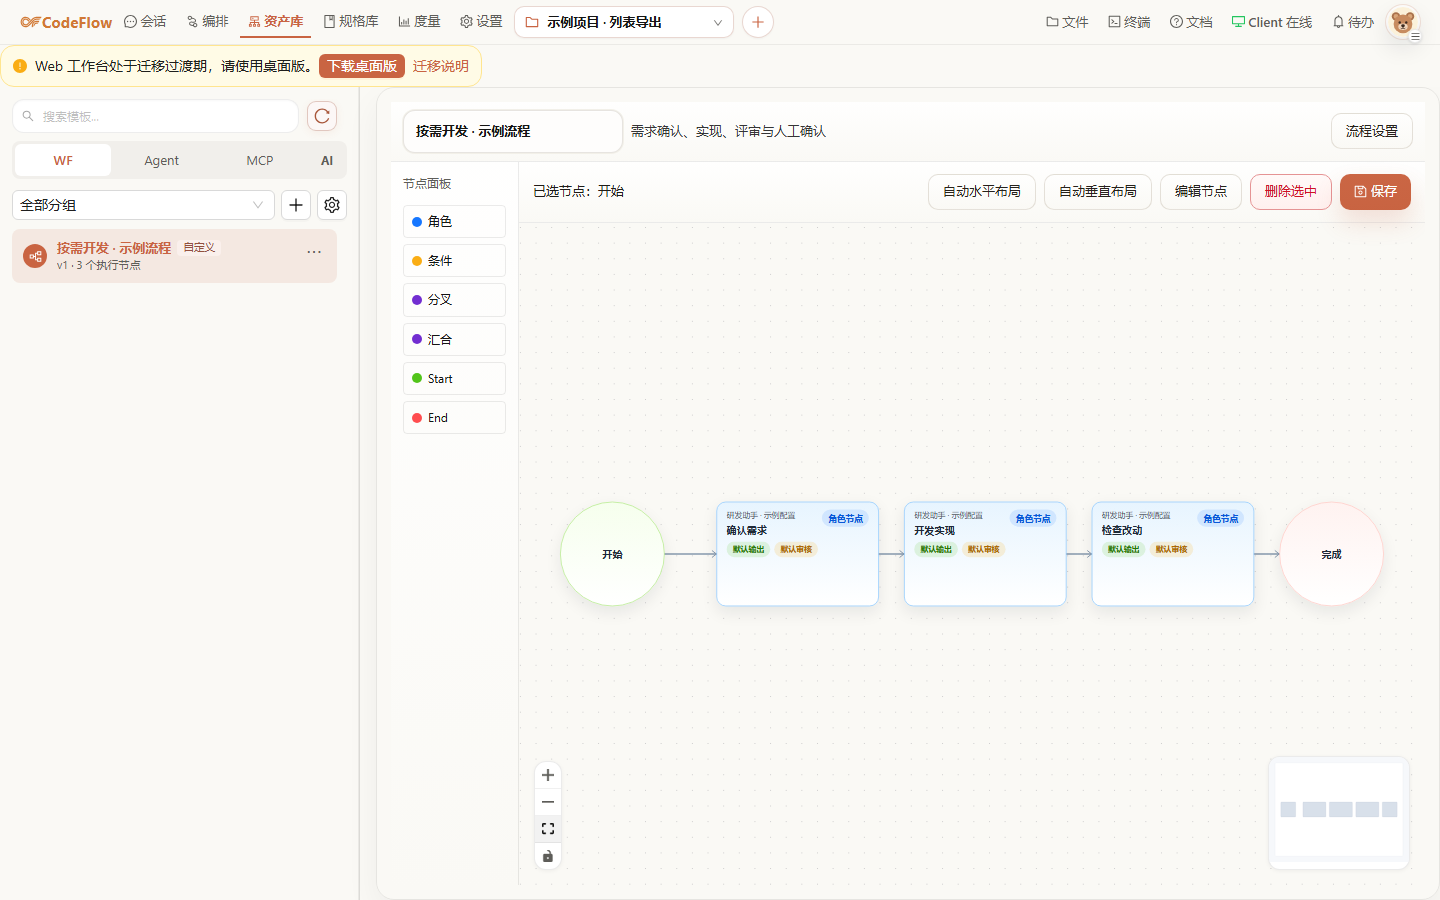 CodeFlow 会话 编排 资产库 规格库 度量 设置 示例项目 · 列表导出 文件 终端 文档 Client 在线 待办
Web 工作台处于迁移过渡期，请使用桌面版。 下载桌面版 迁移说明
搜索模板...
WF Agent MCP AI
全部分组
按需开发 · 示例流程 自定义
v1 · 3 个执行节点
按需开发 · 示例流程 需求确认、实现、评审与人工确认 流程设置
节点面板
角色
条件
分叉
汇合
Start
End
已选节点：开始 自动水平布局 自动垂直布局 编辑节点 删除选中 保存
开始
研发助手 · 示例配置 角色节点
确认需求
默认输出 默认审核
研发助手 · 示例配置 角色节点
开发实现
默认输出 默认审核
研发助手 · 示例配置 角色节点
检查改动
默认输出 默认审核
完成